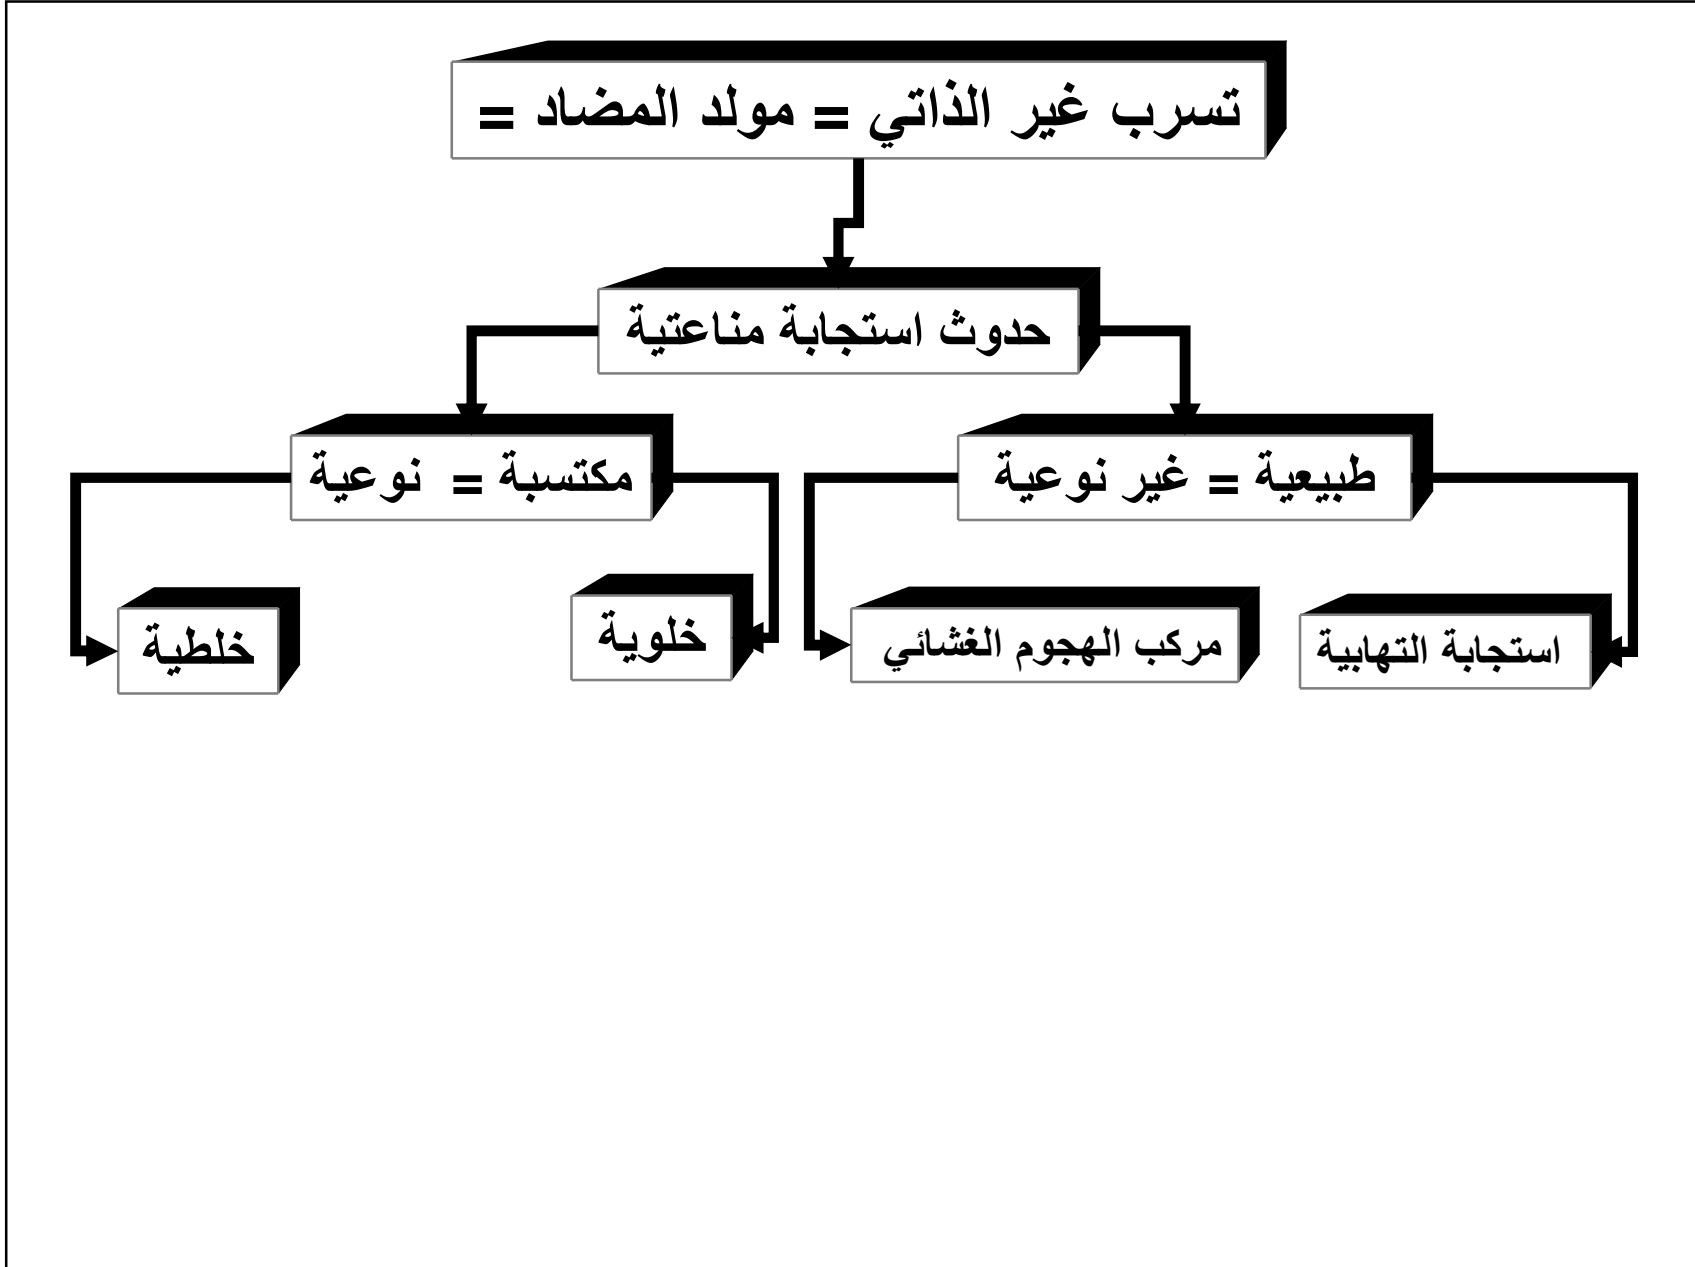 تسرب غير الذاتي = مولد المضاد =
حدوث استجابة مناعتية
طبيعية = غير نوعية
مكتسبة = نوعية
استجابة التهابية
مركب الهجوم الغشائي
خلوية
خلطية